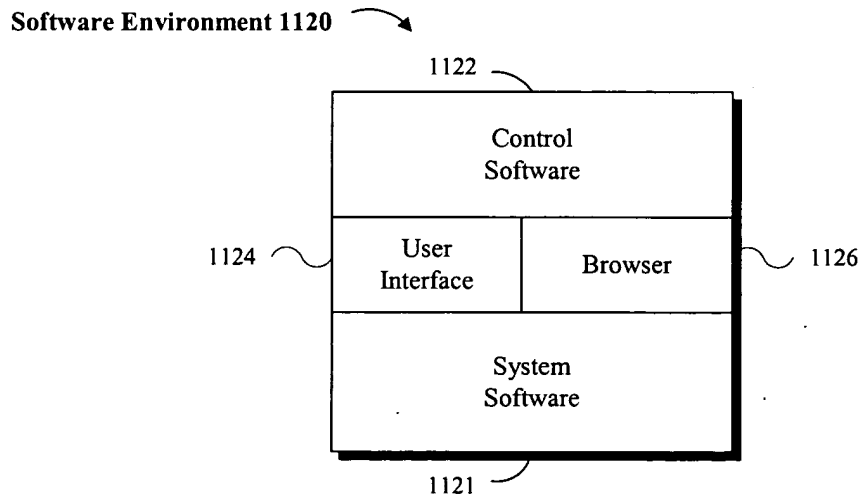 Software Environment 1120
1122
Control
Software
1124
User
Interface
Browser
1126
System
Software
1121